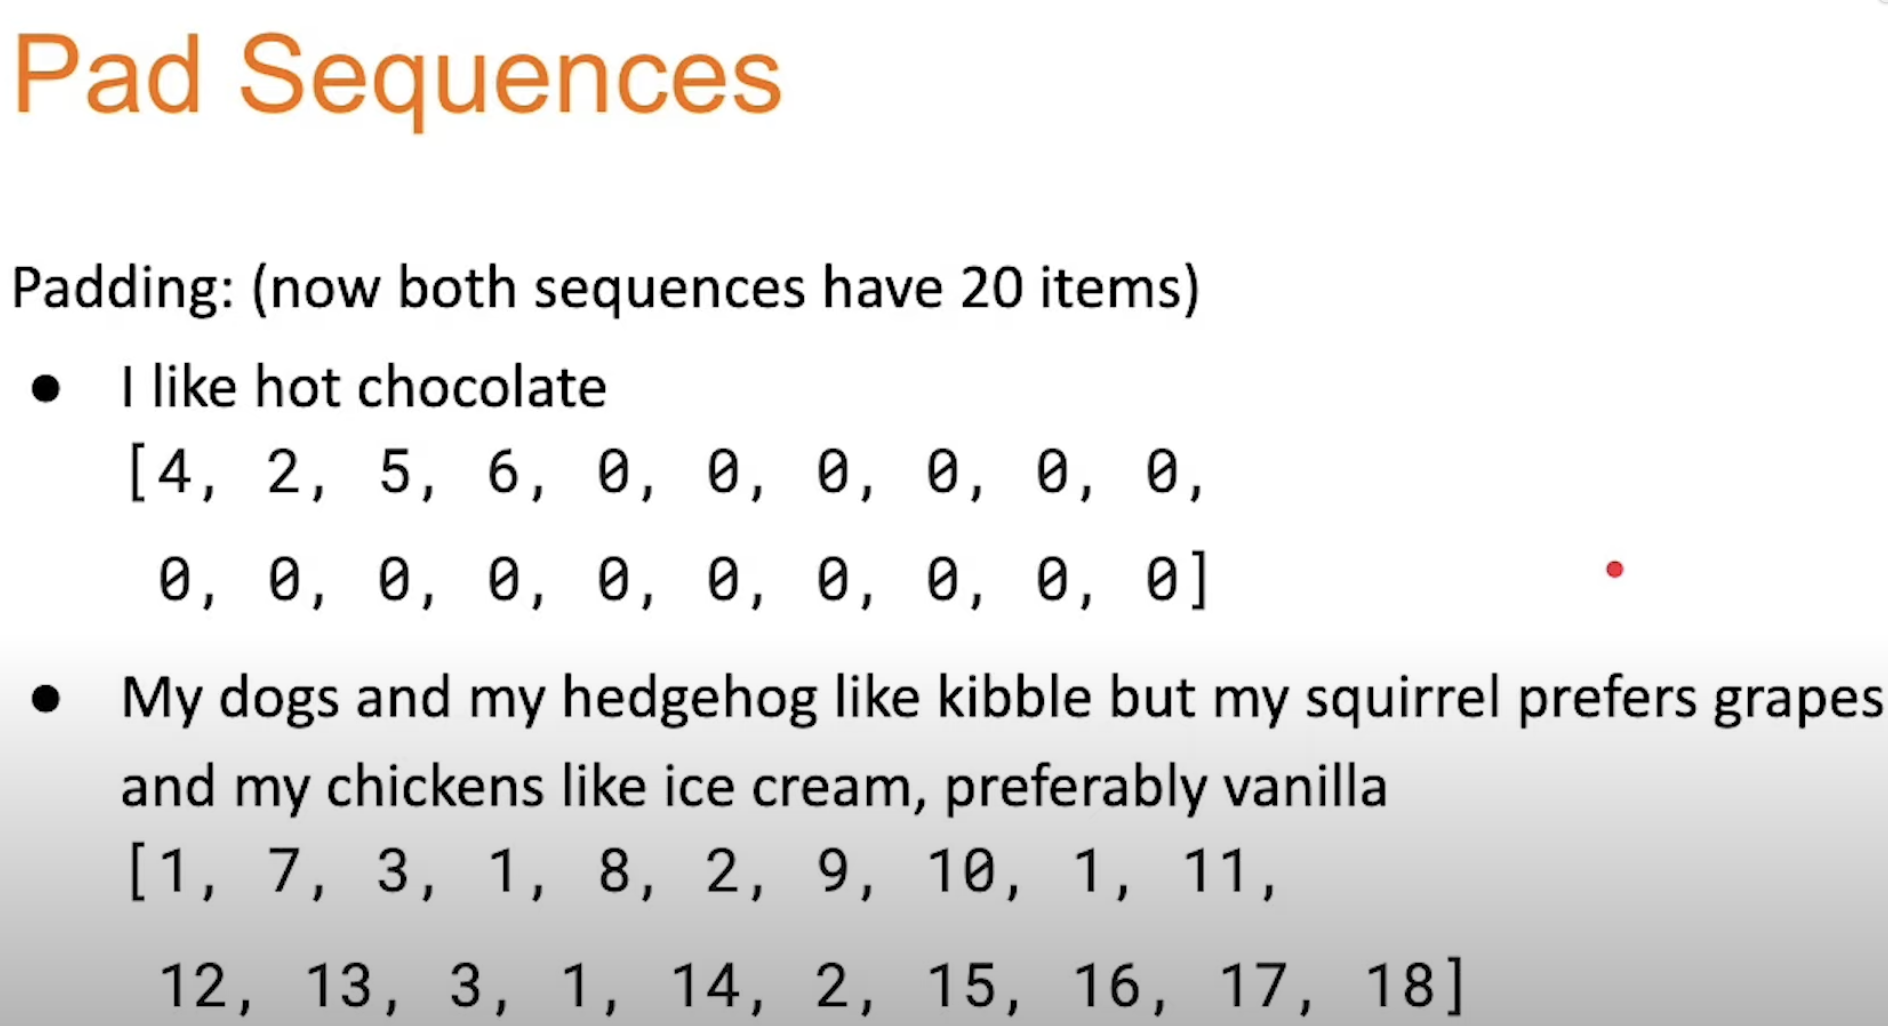 Pad Sequences
Padding: (now both sequences have 20 items)
● I like hot chocolate
[4, 2, 5, 6, 0, 0, 0, 0, 0, 0,
0, 0, 0, 0, 0, 0, 0, 0, 0, 0]
● My dogs and my hedgehog like kibble but my squirrel prefers grapes
and my chickens like ice cream, preferably vanilla
[1, 7, 3, 1, 8, 2, 9, 10, 1, 11,
12, 13, 3, 1, 14, 2, 15, 16, 17, 18]